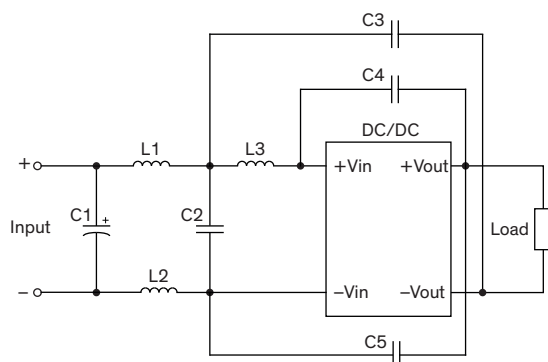 C3
C4
DC/DC
L1
L3
+
+Vin
+Vout
Input
C1
+
C2
Load
L2
−
−Vin
−Vout
C5